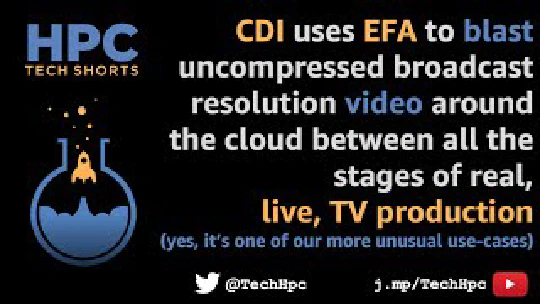 HPC
TECH SHORTS
CDI uses EFA to blast
uncompressed broadcast
resolution video around
the cloud between all the
stages of real,
live, TV production
(yes, it's one of our more unusual use-cases)
@TechHpc
j.mp/TechHpc